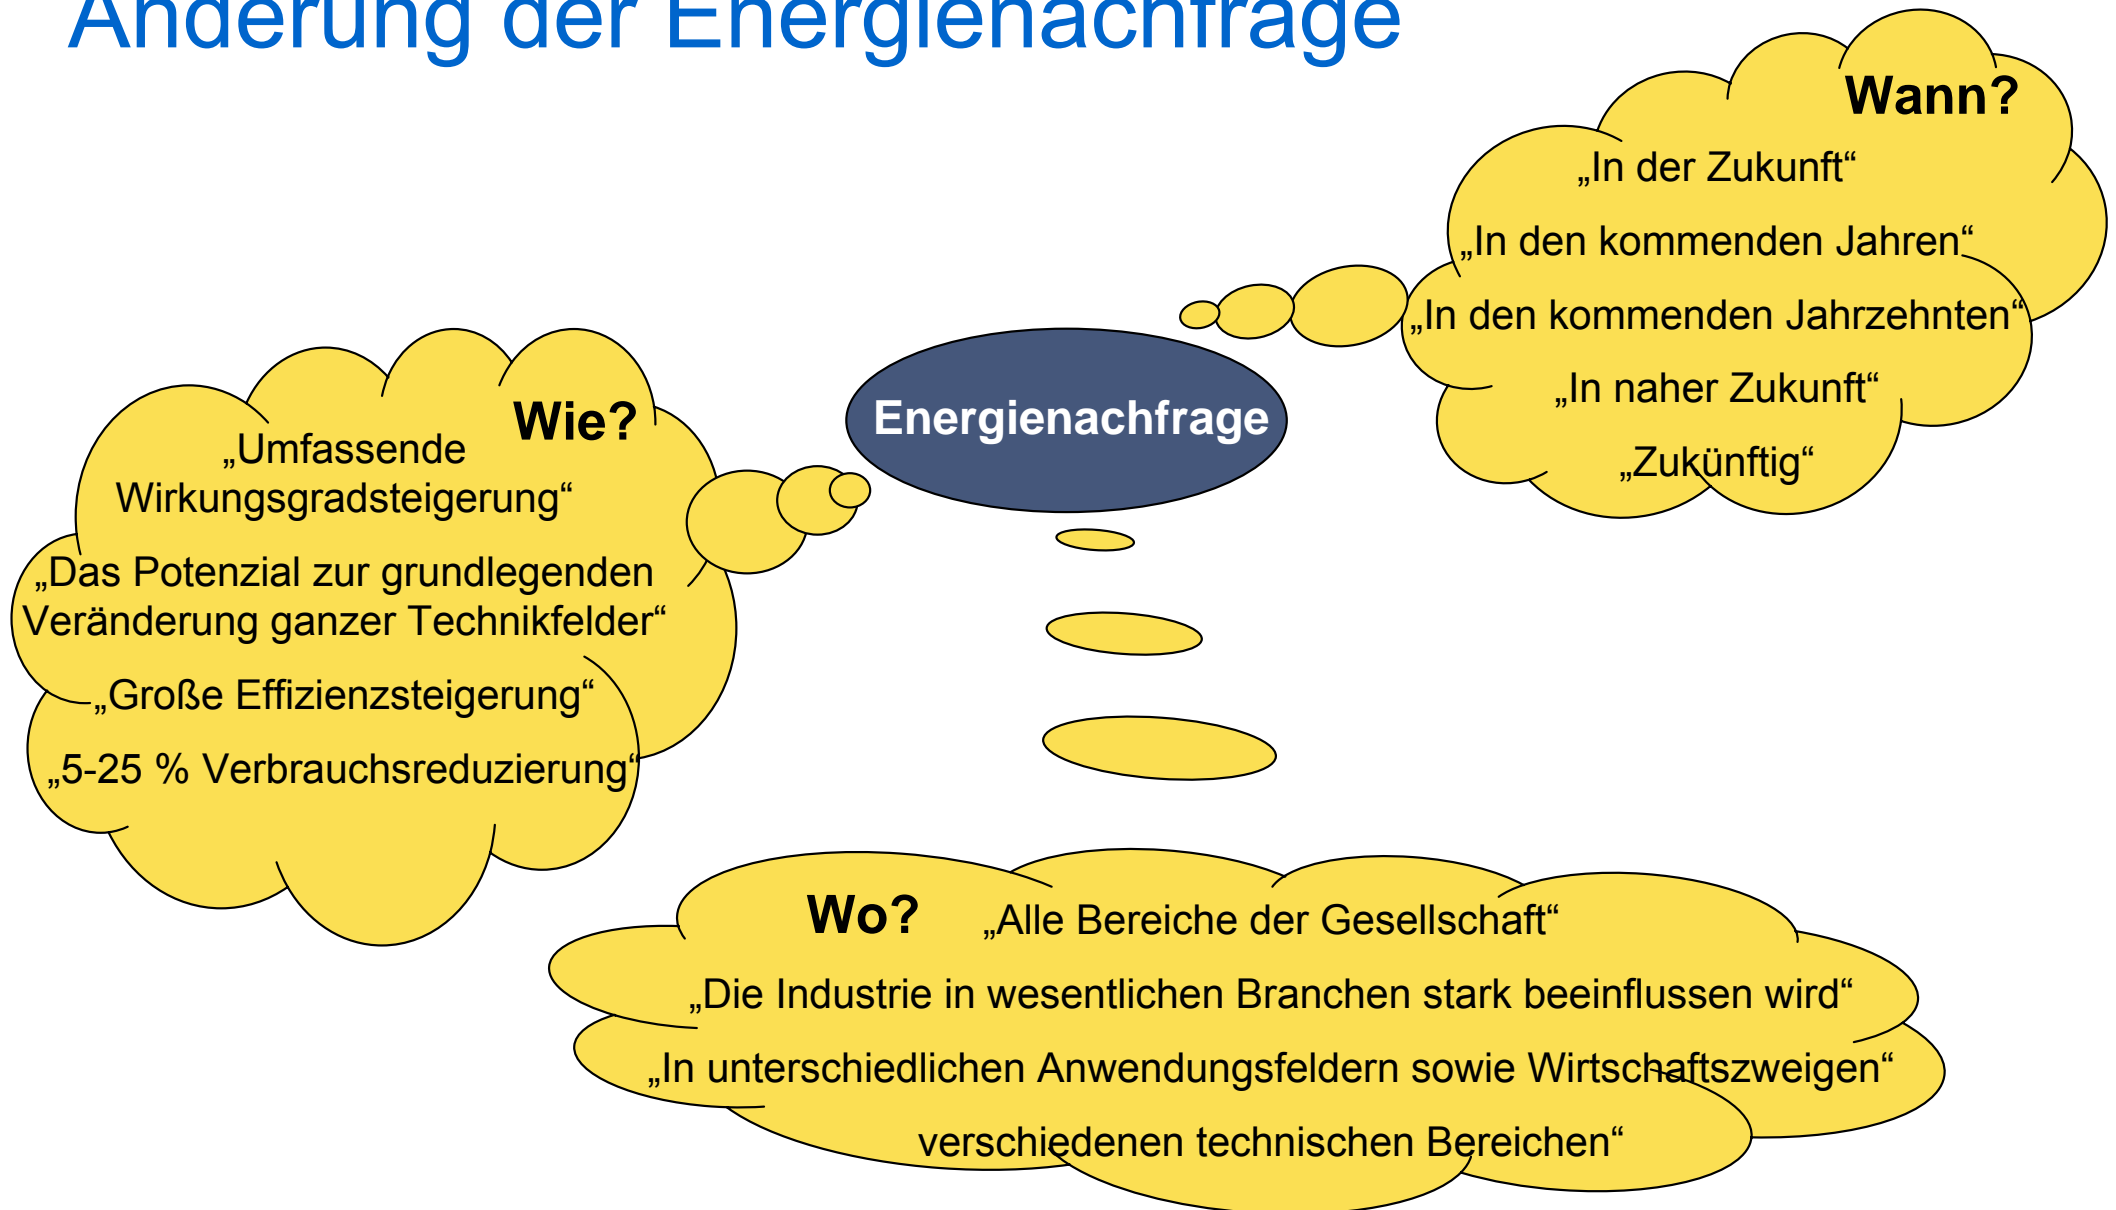 Änderung der Energienachfrage
Wann?
„In der Zukunft“
„In den kommenden Jahren“
„In den kommenden Jahrzehnten“
„In naher Zukunft“
„Zukünftig“
Energienachfrage
Wie?
„Umfassende
Wirkungsgradsteigerung“
„Das Potenzial zur grundlegenden
Veränderung ganzer Technikfelder“
„Große Effizienzsteigerung“
„5-25 % Verbrauchsreduzierung“
Wo?
„Alle Bereiche der Gesellschaft“
„Die Industrie in wesentlichen Branchen stark beeinflussen wird“
„In unterschiedlichen Anwendungsfeldern sowie Wirtschaftszweigen“
verschiedenen technischen Bereichen“